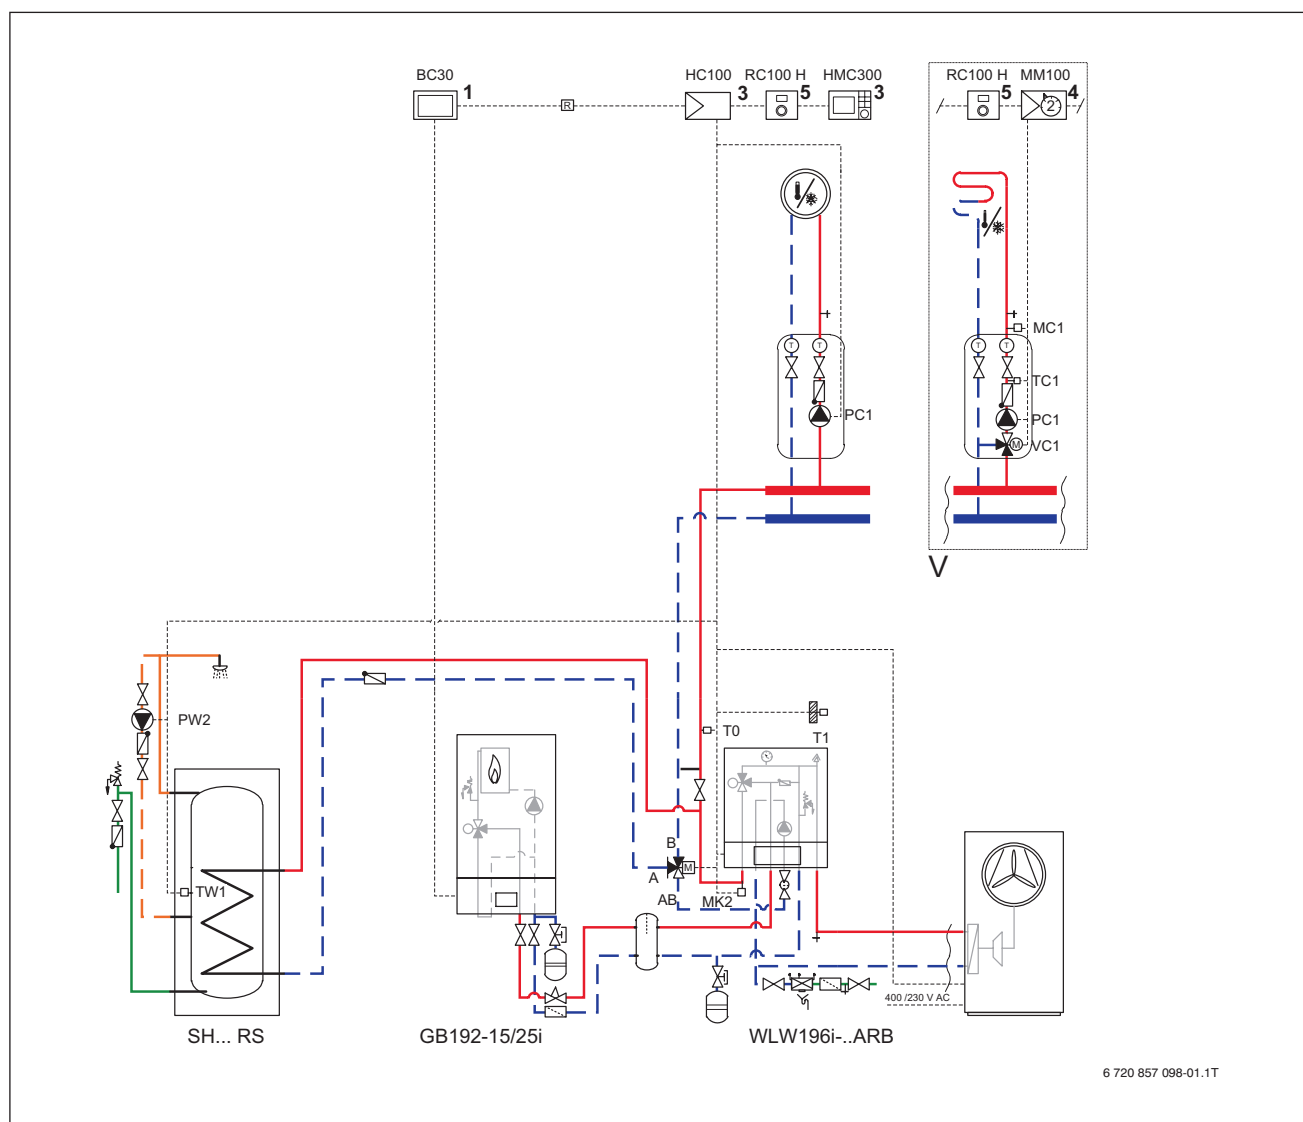 BC30
1
R
HC100
3
RC100 H
5
HMC300
3
RC100 H
5
MM100
4
2
MC1
T
T
T
T
TC1
PC1
PC1
M
VC1
V
PW2
T0
T1
B
M
A
AB
MK2
TW1
400 /230 V AC
SH... RS
GB192-15/25i
WLW196i-..ARB
6 720 857 098-01.1T